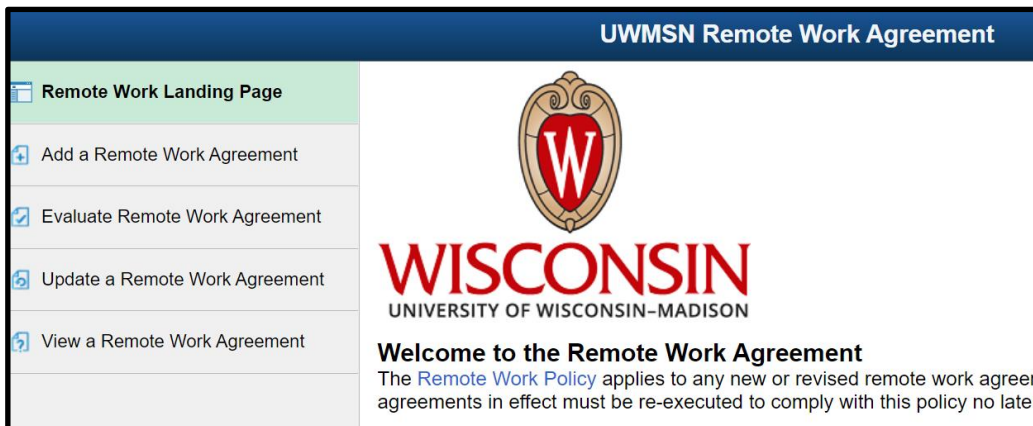 UWMSN Remote Work Agreement
Remote Work Landing Page
Add a Remote Work Agreement
Evaluate Remote Work Agreement
Update a Remote Work Agreement
View a Remote Work Agreement
W
WISCONSIN
UNIVERSITY OF WISCONSIN–MADISON
Welcome to the Remote Work Agreement
The Remote Work Policy applies to any new or revised remote work
agreements in effect must be re-executed to comply with this policy no